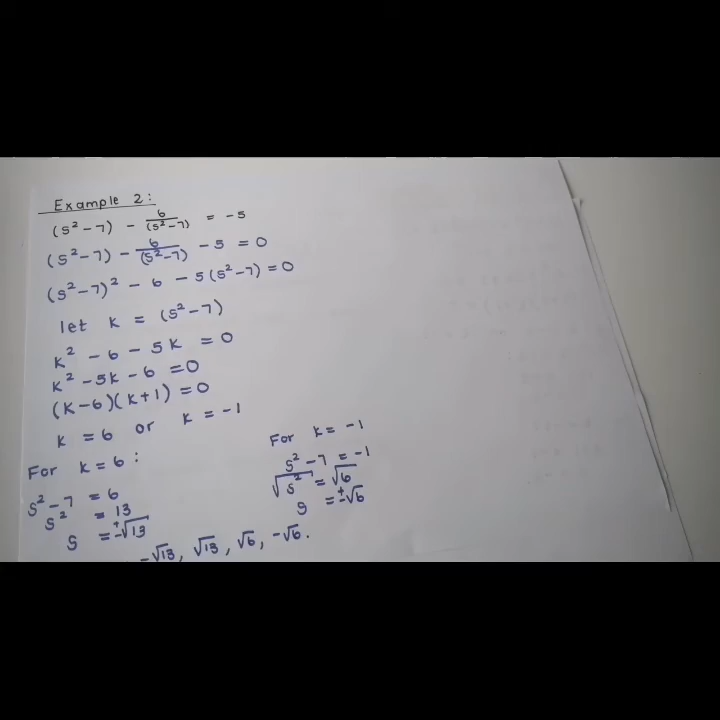 Example 2:
(s² - 7) - 6/(s² - 7) = -5
(s² - 7) - 6/(s² - 7) - 5 = 0
(s² - 7)² - 6 - 5(s² - 7) = 0
let k = (s² - 7)
k² - 6 - 5k = 0
k² - 5k - 6 = 0
(k - 6)(k + 1) = 0
k = 6 or k = -1
For k = 6:
s² - 7 = 6
s² = 13
s = ±√13
For k = -1
s² - 7 = -1
√s² = √6
s = ±√6
-√13, √13, √6, -√6.